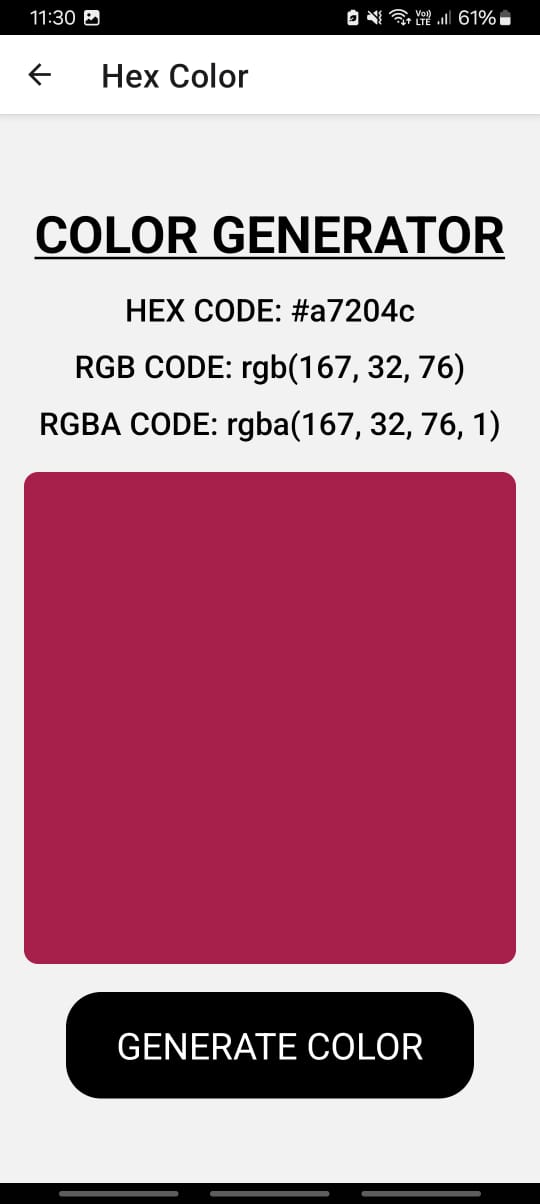 11:30 Vo)) LTE 61%
Hex Color
COLOR GENERATOR
HEX CODE: #a7204c
RGB CODE: rgb(167, 32, 76)
RGBA CODE: rgba(167, 32, 76, 1)
GENERATE COLOR